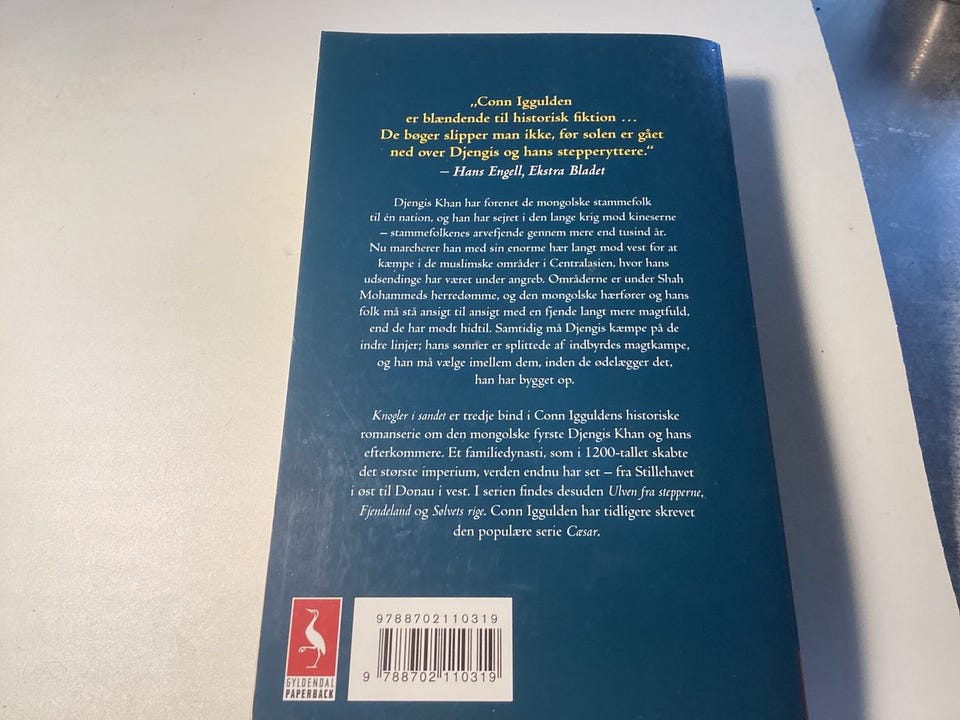 „Conn Iggulden
er blændende til historisk fiktion …
De bøger slipper man ikke, før solen er gået
ned over Djengis og hans stepperyttere.“
– Hans Engell, Ekstra Bladet
Djengis Khan har forenet de mongolske stammefolk
til én nation, og han har sejret i den lange krig mod kineserne
– stammefolkenes arvefjende gennem mere end tusind år.
Nu marcherer han med sin enorme hær langt mod vest for at
kæmpe i de muslimske områder i Centralasien, hvor hans
udsendinge har været under angreb. Områderne er under Shah
Mohammeds herredømme, og den mongolske hærfører og hans
folk må stå ansigt til ansigt med en fjende langt mere magtfuld,
end de har mødt hidtil. Samtidig må Djengis kæmpe på de
indre linjer; hans sønner er splittede af indbyrdes magtkampe,
og han må vælge imellem dem, inden de ødelægger det,
han har bygget op.
Knogler i sandet er tredje bind i Conn Igguldens historiske
romanserie om den mongolske fyrste Djengis Khan og hans
efterkommere. Et familiedynasti, som i 1200-tallet skabte
det største imperium, verden endnu har set – fra Stillehavet
i øst til Donau i vest. I serien findes desuden Ulven fra stepperne,
Fjendeland og Sølvets rige. Conn Iggulden har tidligere skrevet
den populære serie Cæsar.
GYLDENDAL
PAPERBACK
9788702110319
9 788702 110319